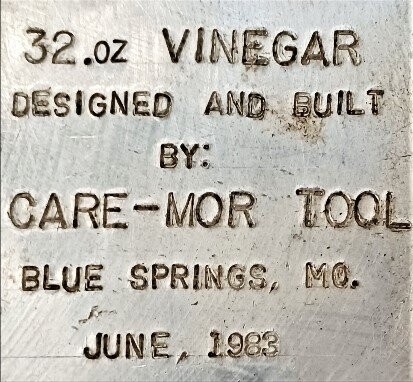 32.oz VINEGAR
DESIGNED AND BUILT
BY:
CARE-MOR TOOL
BLUE SPRINGS, MO.
JUNE, 1983